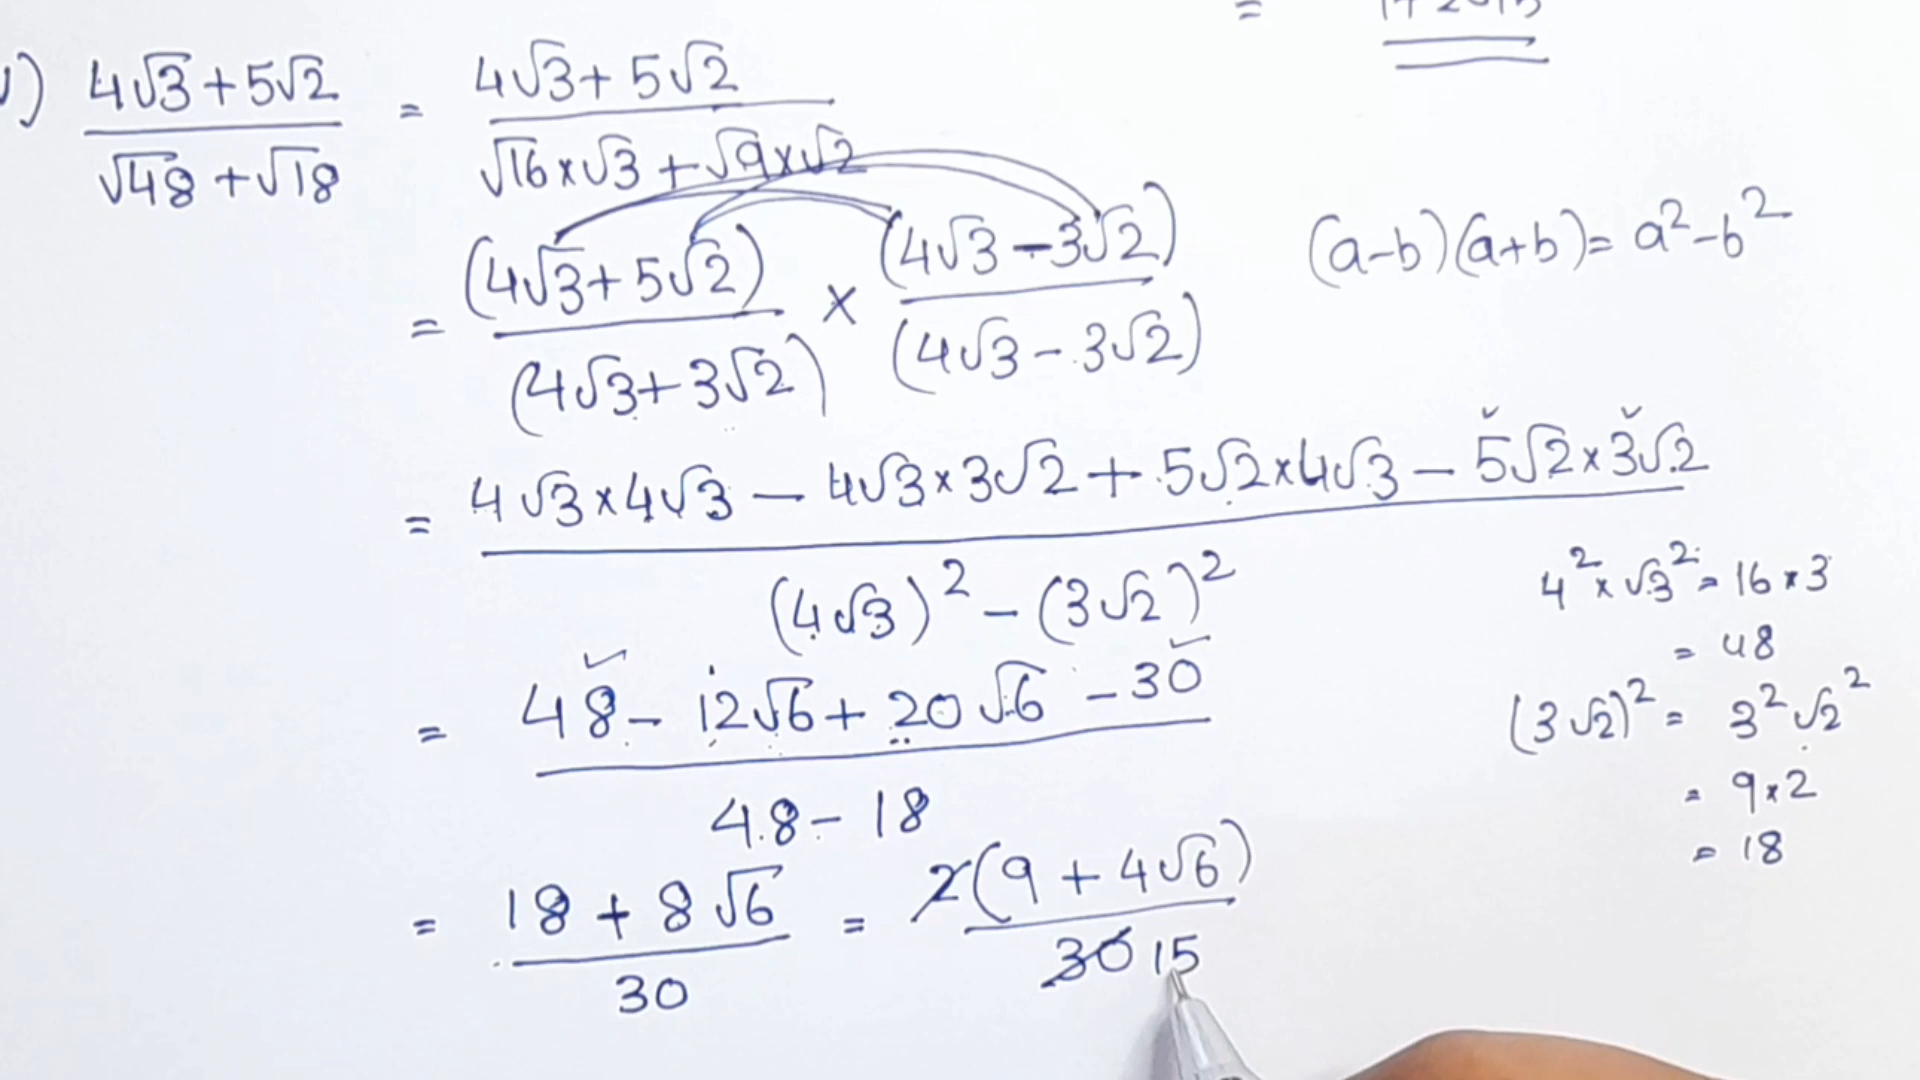 =
) 4√3+5√2 / √48+√18 = 4√3+5√2 / √16×√3+√9×√2
= (4√3+5√2) / (4√3+3√2) × (4√3-3√2) / (4√3-3√2)
(a-b)(a+b)=a²-b²
= 4√3×4√3 - 4√3×3√2 + 5√2×4√3 - 5√2×3√2 / (4√3)² - (3√2)²
= 48 - 12√6 + 20√6 - 30 / 48-18
= 18+8√6 / 30 = 2(9+4√6) / 30 15
4²×√3² = 16×3
= 48
(3√2)² = 3²√2²
= 9×2
= 18